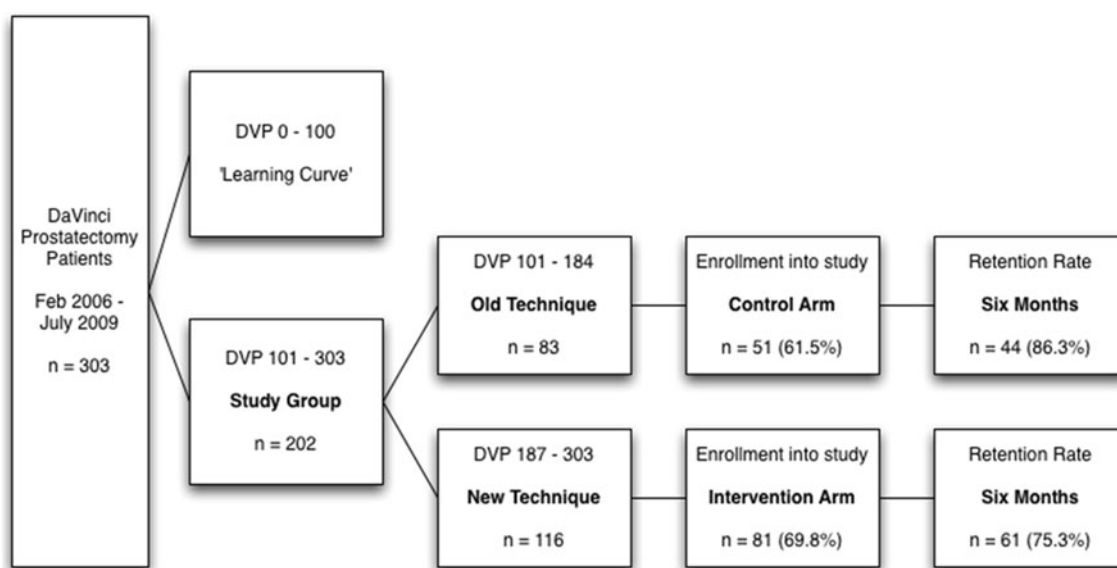 DaVinci
Prostatectomy
Patients
Feb 2006 -
July 2009
n = 303
DVP 0 - 100
'Learning Curve'
DVP 101 - 303
Study Group
n = 202
DVP 101 - 184
Old Technique
n = 83
Enrollment into study
Control Arm
n = 51 (61.5%)
Retention Rate
Six Months
n = 44 (86.3%)
DVP 187 - 303
New Technique
n = 116
Enrollment into study
Intervention Arm
n = 81 (69.8%)
Retention Rate
Six Months
n = 61 (75.3%)